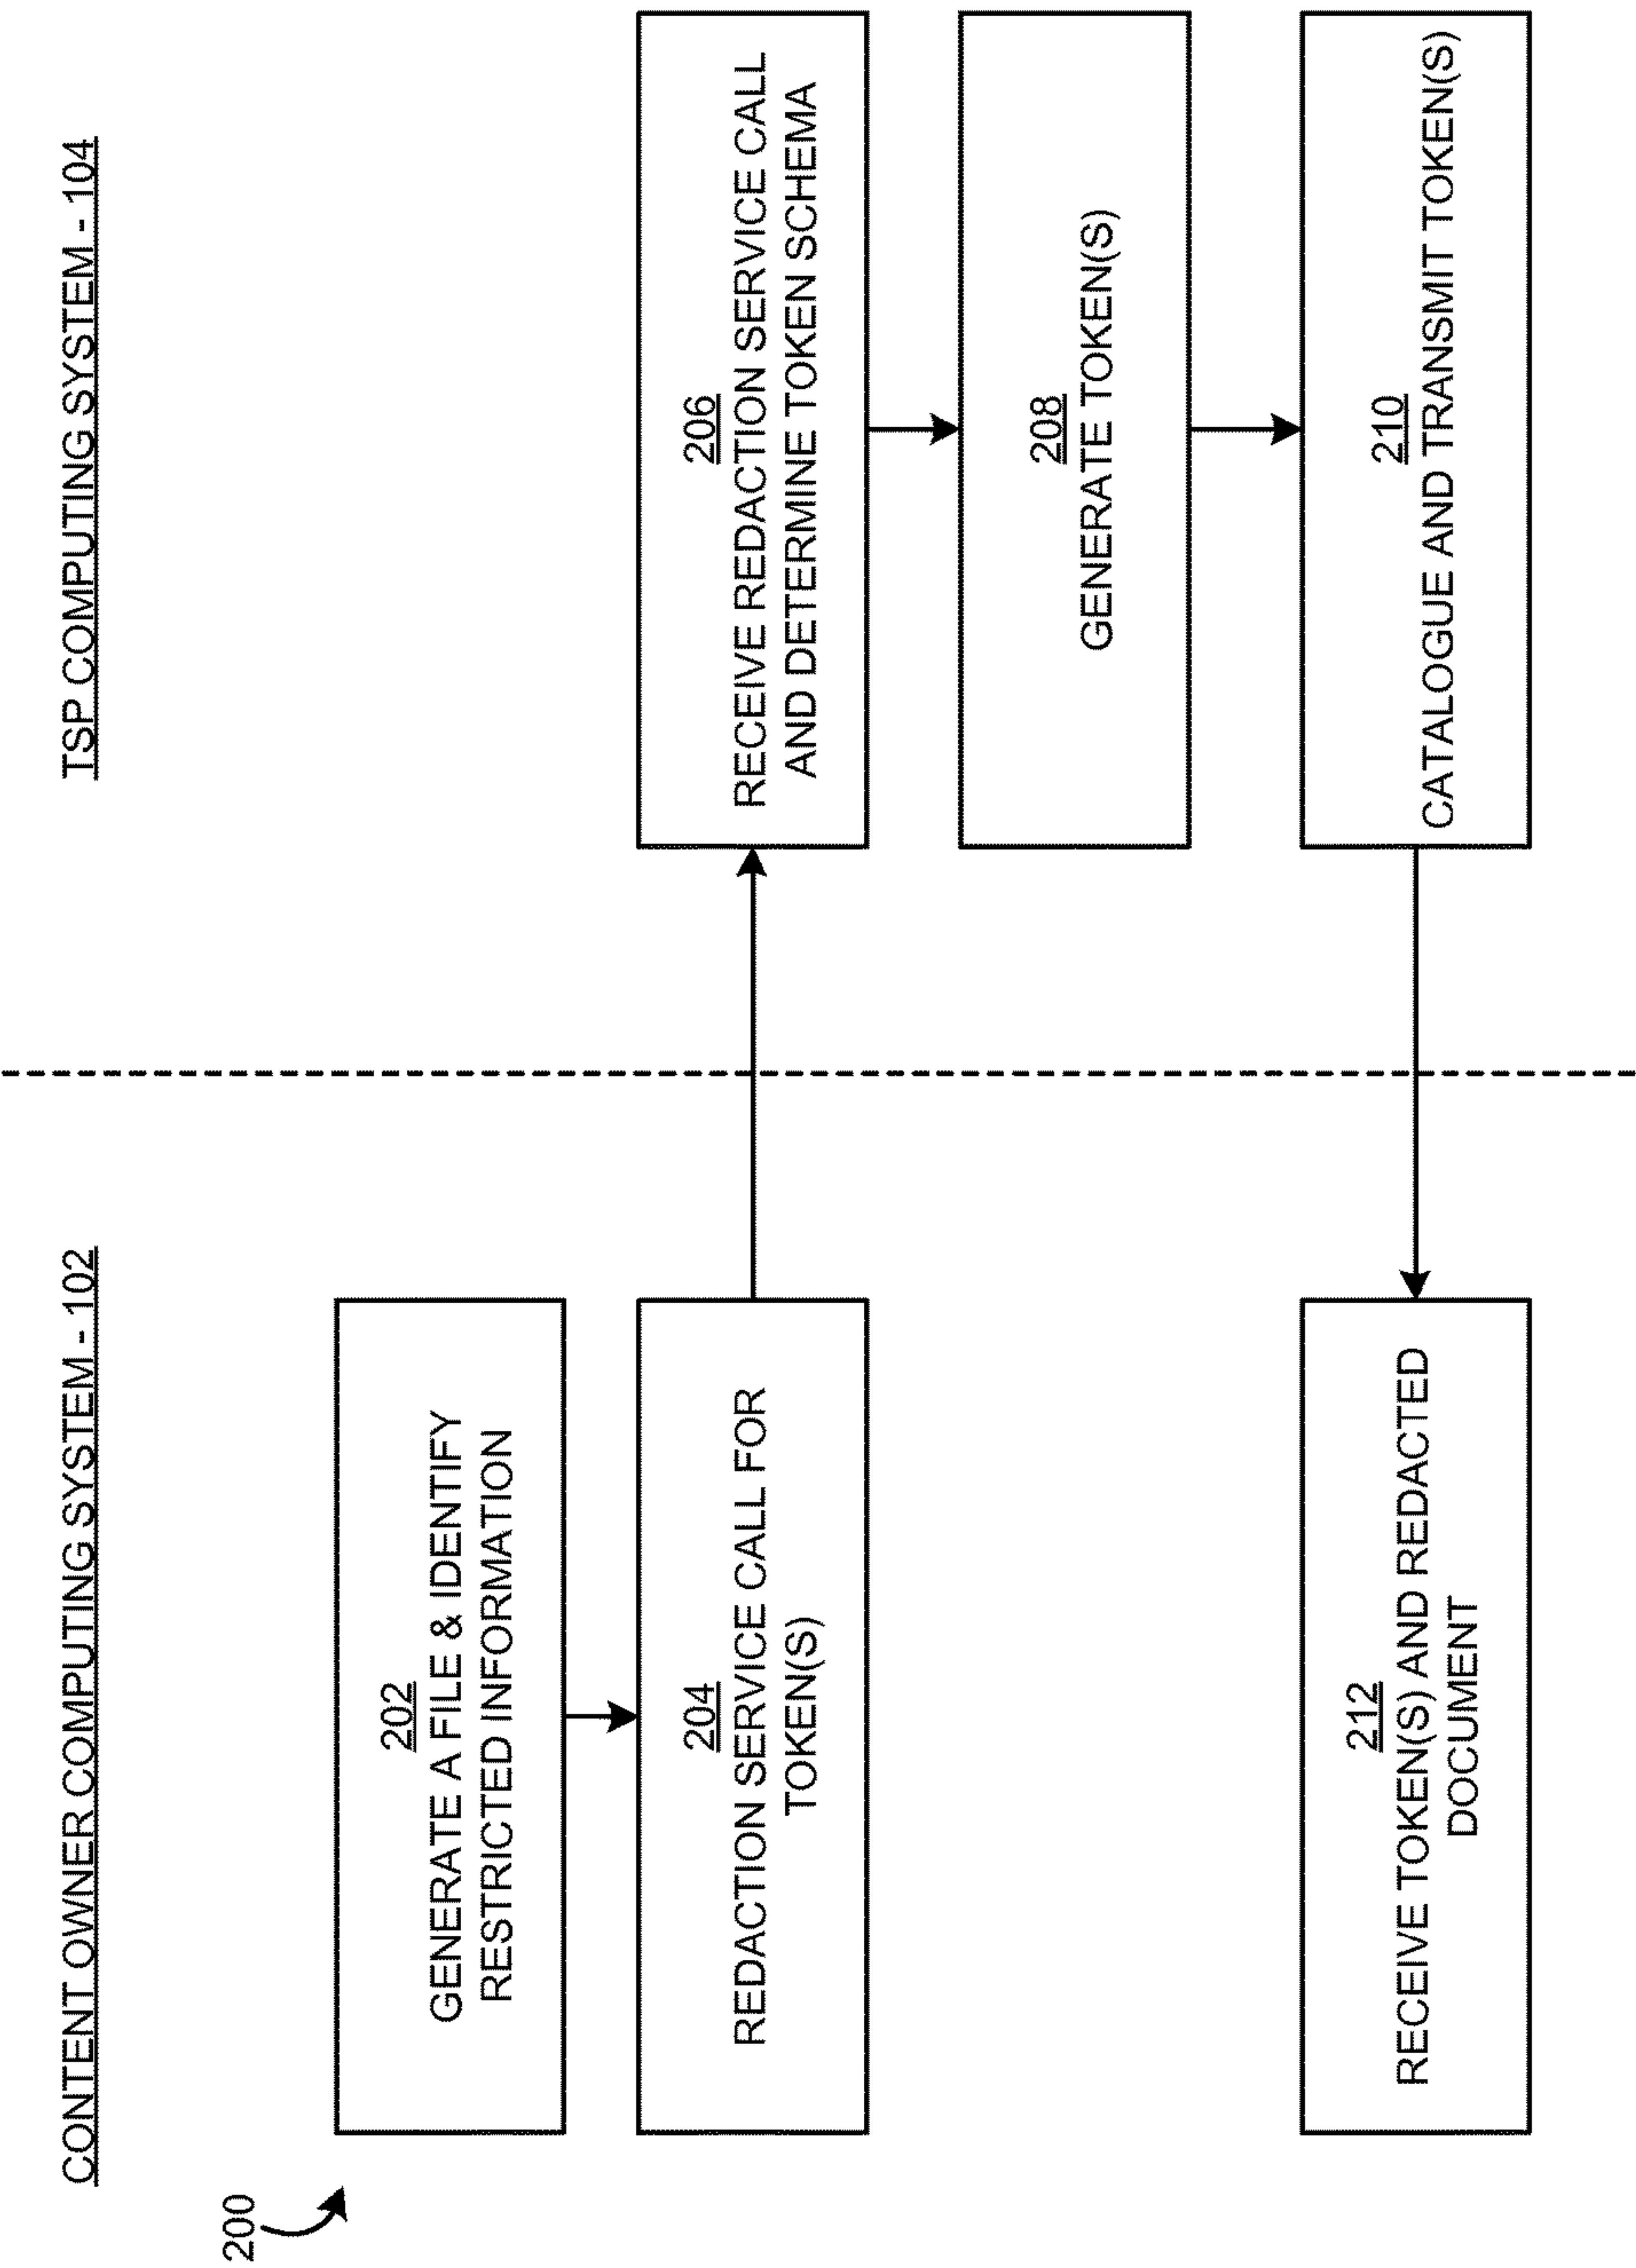 CONTENT OWNER COMPUTING SYSTEM - 102
TSP COMPUTING SYSTEM - 104
200
202
GENERATE A FILE & IDENTIFY
RESTRICTED INFORMATION
204
REDACTION SERVICE CALL FOR
TOKEN(S)
206
RECEIVE REDACTION SERVICE CALL
AND DETERMINE TOKEN SCHEMA
208
GENERATE TOKEN(S)
210
CATALOGUE AND TRANSMIT TOKEN(S)
212
RECEIVE TOKEN(S) AND REDACTED
DOCUMENT